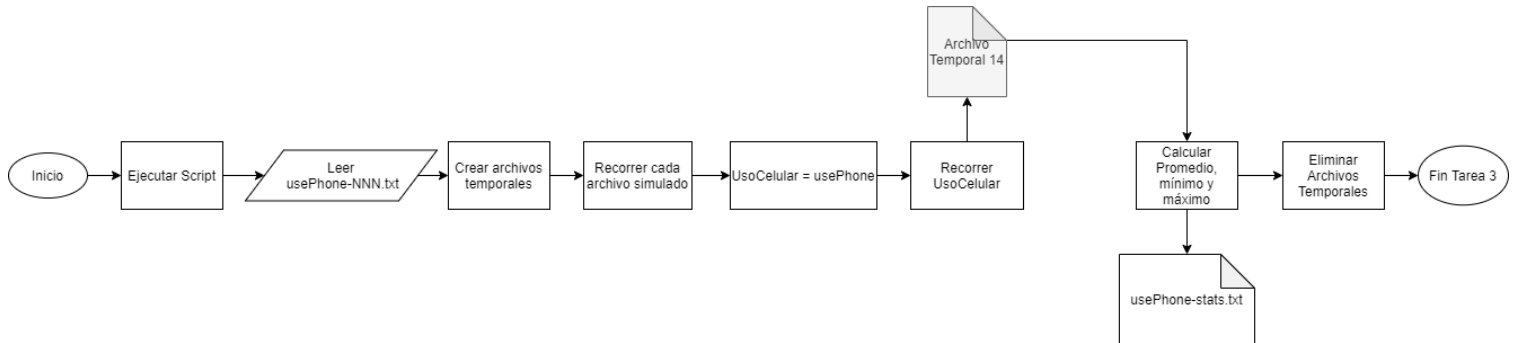 Archivo
Temporal 14
Inicio
Ejecutar Script
Leer
usePhone-NNN.txt
Crear archivos
temporales
Recorrer cada
archivo simulado
UsoCelular = usePhone
Recorrer
UsoCelular
Calcular
Promedio,
mínimo y
máximo
Eliminar
Archivos
Temporales
Fin Tarea 3
usePhone-stats.txt